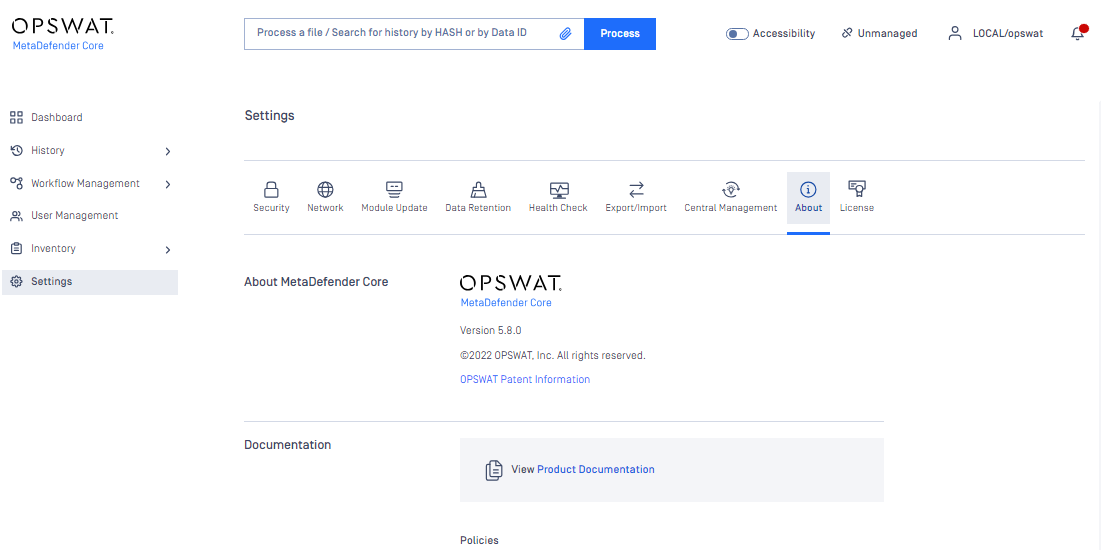 OPSWAT.
MetaDefender Core
Process a file / Search for history by HASH or by Data ID
Process
Accessibility
Unmanaged
LOCAL/opswat
Dashboard
History
Workflow Management
User Management
Inventory
Settings
Settings
Security
Network
Module Update
Data Retention
Health Check
Export/Import
Central Management
About
License
About MetaDefender Core
OPSWAT.
MetaDefender Core
Version 5.8.0
©2022 OPSWAT, Inc. All rights reserved.
OPSWAT Patent Information
Documentation
View Product Documentation
Policies